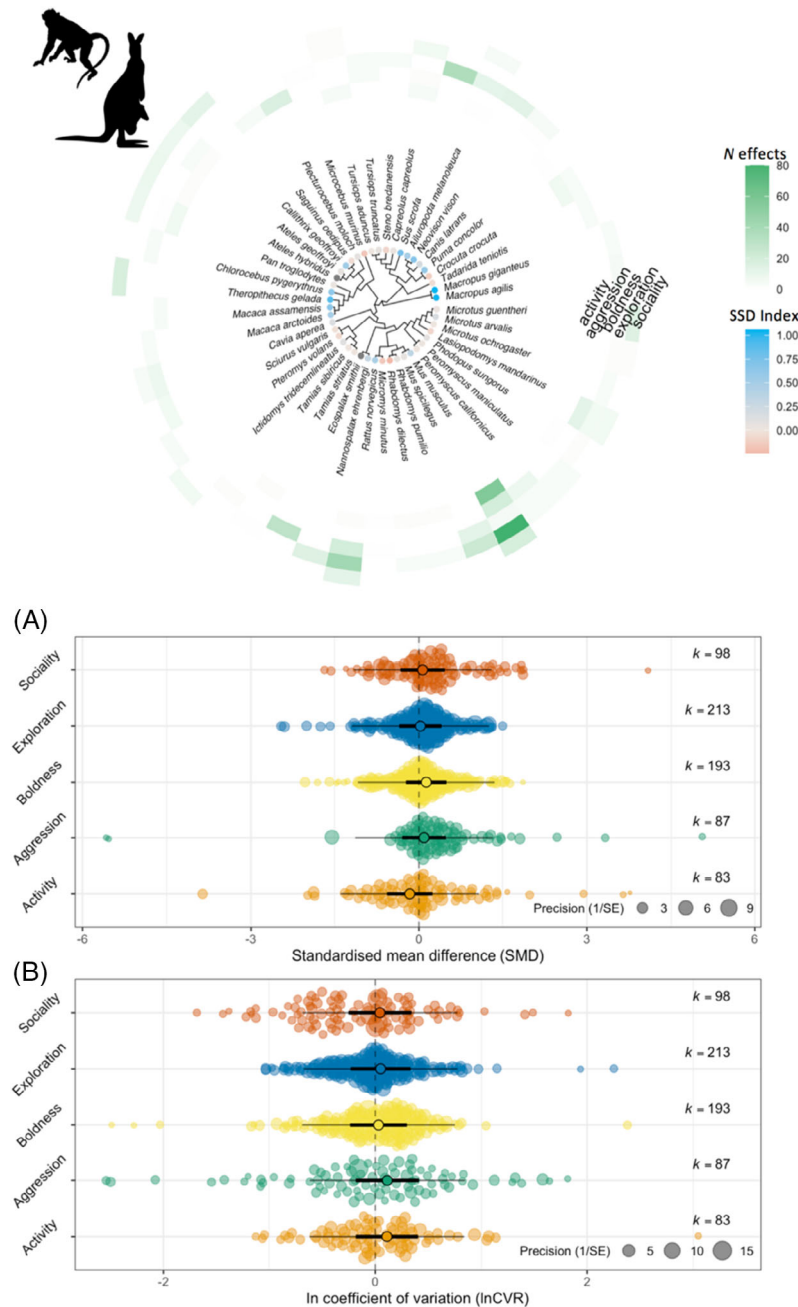 N effects
80
60
40
20
0
SSD Index
1.00
0.75
0.50
0.25
0.00
activity
aggression
boldness
exploration
sociality
Plecturocebus moloch
Microcebus murinus
Tursiops aduncus
Tursiops truncatus
Steno bredanensis
Capreolus capreolus
Sus scrofa
Ailuropoda melanoleuca
Neovison vison
Canis latrans
Puma concolor
Crocuta crocuta
Tadarida teniotis
Macropus giganteus
Macropus agilis
Microtus guentheri
Microtus arvalis
Microtus ochrogaster
Lasiopodomys mandarinus
Phodopus sungorus
Peromyscus maniculatus
Peromyscus californicus
Mus musculus
Mus spicilegus
Rhabdomys pumilio
Rhabdomys dilectus
Micromys minutus
Rattus norvegicus
Nannospalax ehrenbergi
Eospalax smithii
Tamias striatus
Tamias sibiricus
Ictidomys tridecemlineatus
Pteromys volans
Sciurus vulgaris
Cavia aperea
Macaca arctoides
Macaca assamensis
Theropithecus gelada
Chlorocebus pygerythrus
Pan troglodytes
Ateles hybridus
Ateles geoffroyi
Callithrix geoffroyi
Saguinus oedipus
(A)
Sociality
k = 98
Exploration
k = 213
Boldness
k = 193
Aggression
k = 87
Activity
k = 83
Precision (1/SE) 3 6 9
-6 -3 0 3 6
Standardised mean difference (SMD)
(B)
Sociality
k = 98
Exploration
k = 213
Boldness
k = 193
Aggression
k = 87
Activity
k = 83
Precision (1/SE) 5 10 15
-2 0 2
ln coefficient of variation (lnCVR)